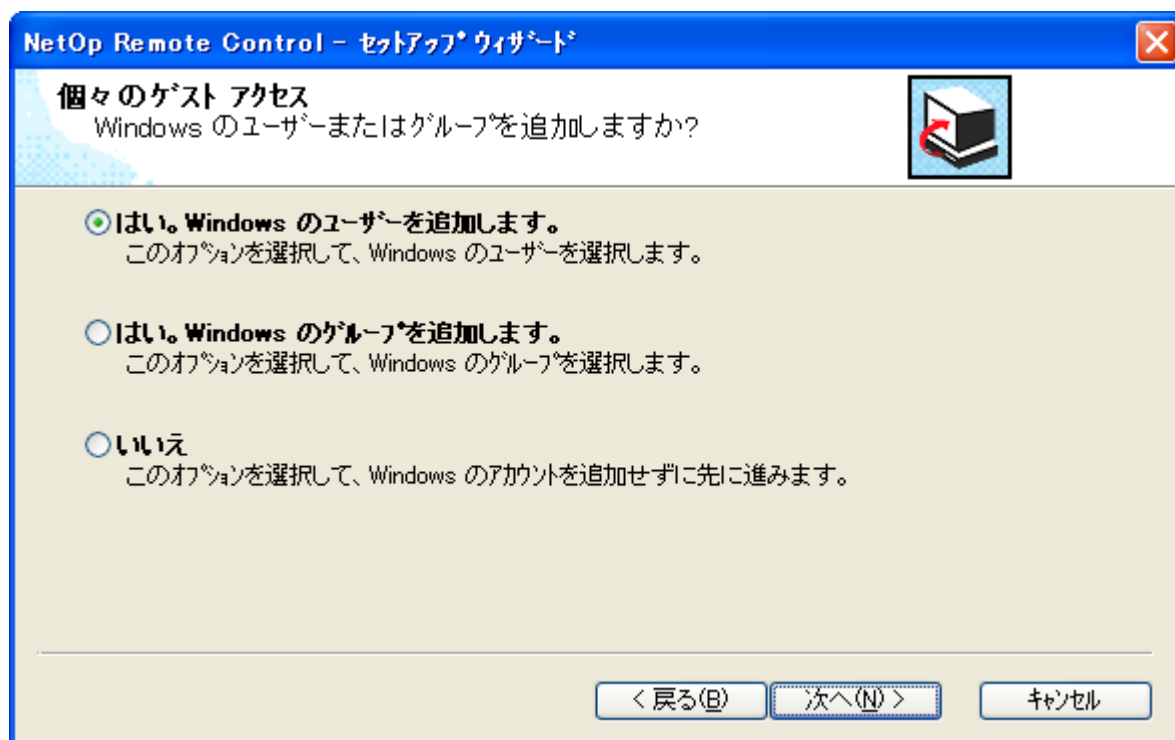 NetOp Remote Control - ｾｯﾄｱｯﾌﾟ ｳｨｻﾞｰﾄﾞ
個々のｹﾞｽﾄ ｱｸｾｽ
Windows のﾕｰｻﾞｰまたはｸﾞﾙｰﾌﾟを追加しますか?
はい。Windows のﾕｰｻﾞｰを追加します。
このｵﾌﾟｼｮﾝを選択して、Windows のﾕｰｻﾞｰを選択します。
はい。Windows のｸﾞﾙｰﾌﾟを追加します。
このｵﾌﾟｼｮﾝを選択して、Windows のｸﾞﾙｰﾌﾟを選択します。
いいえ
このｵﾌﾟｼｮﾝを選択して、Windows のｱｶｳﾝﾄを追加せずに先に進みます。
< 戻る(B) 次へ(N) > ｷｬﾝｾﾙ